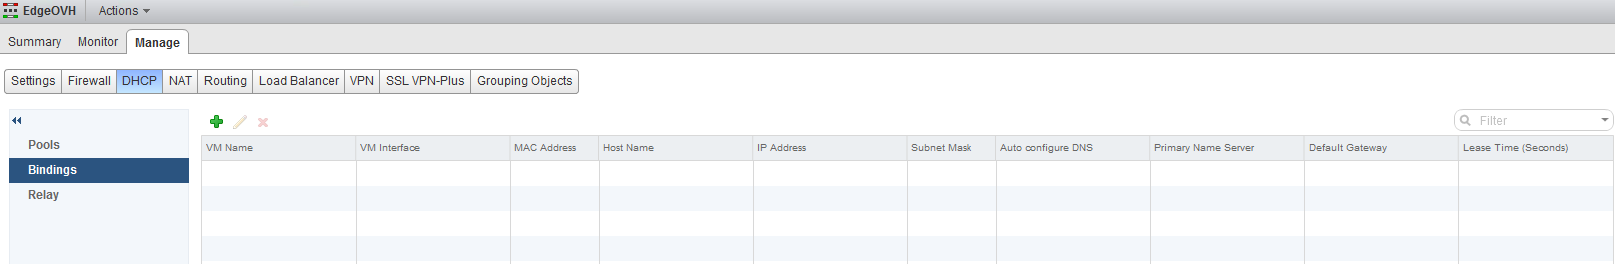 EdgeOVH Actions
Summary Monitor Manage
Settings Firewall DHCP NAT Routing Load Balancer VPN SSL VPN-Plus Grouping Objects
Filter
Pools
Bindings
Relay
VM Name VM Interface MAC Address Host Name IP Address Subnet Mask Auto configure DNS Primary Name Server Default Gateway Lease Time (Seconds)